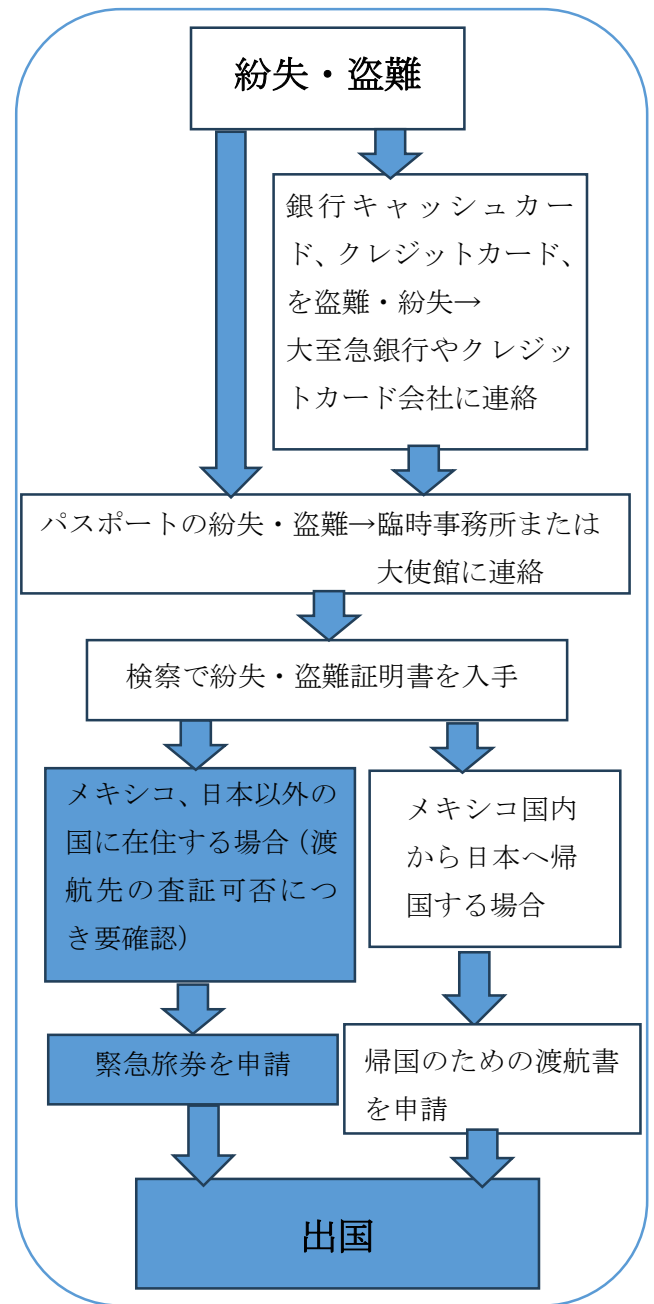 紛失・盗難
銀行キャッシュカー
ド、クレジットカード、
を盗難・紛失→
大至急銀行やクレジッ
トカード会社に連絡
パスポートの紛失・盗難→臨時事務所または
大使館に連絡
検察で紛失・盗難証明書を入手
メキシコ、日本以外の
国に在住する場合（渡
航先の査証可否につ
き要確認）
メキシコ国内
から日本へ帰
国する場合
緊急旅券を申請
帰国のための渡航書
を申請
出国